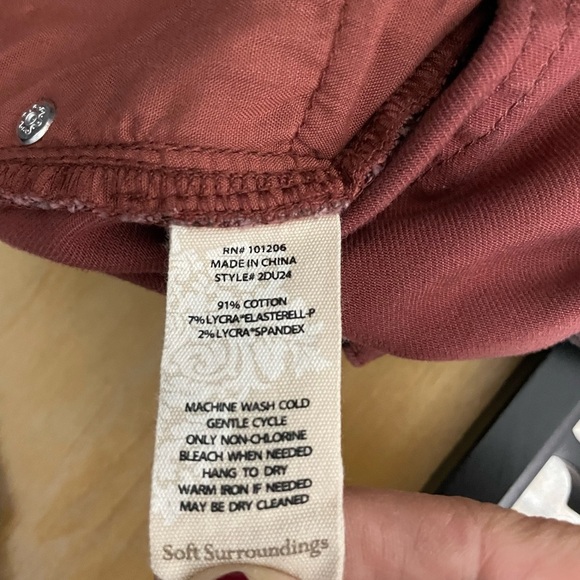 RN# 101206
MADE IN CHINA
STYLE# 2DU24
91% COTTON
7% LYCRA*ELASTERELL-P
2% LYCRA*SPANDEX
MACHINE WASH COLD
GENTLE CYCLE
ONLY NON-CHLORINE
BLEACH WHEN NEEDED
HANG TO DRY
WARM IRON IF NEEDED
MAY BE DRY CLEANED
Soft Surroundings